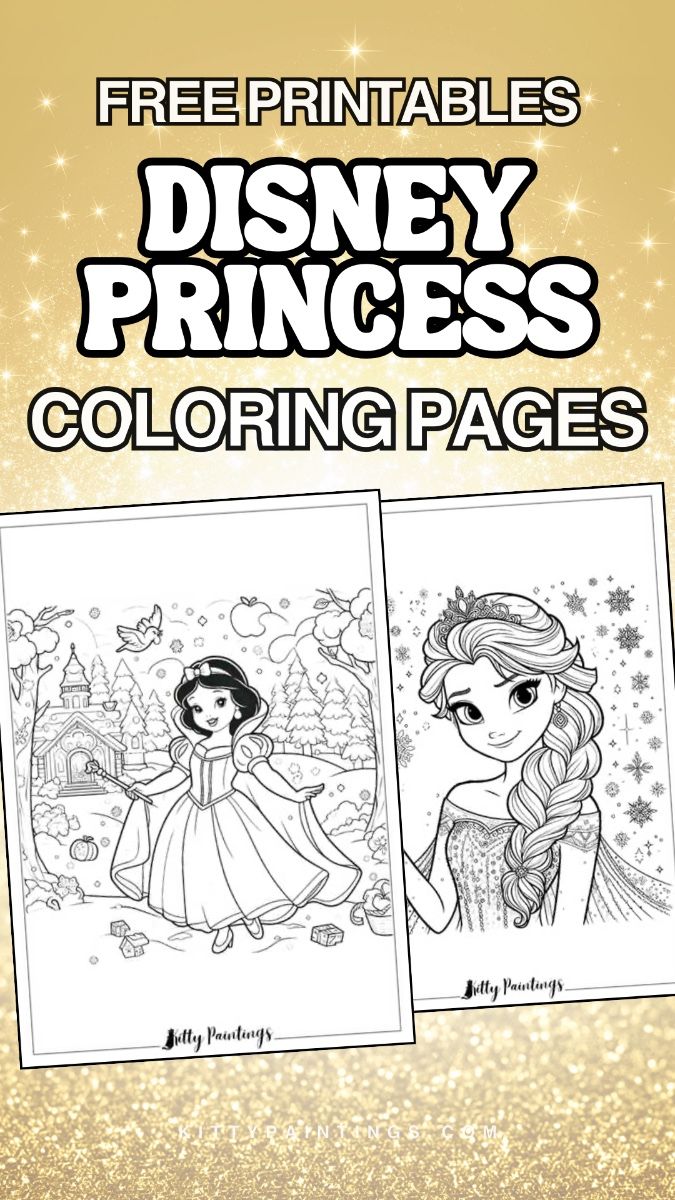 FREE PRINTABLES
DISNEY
PRINCESS
COLORING PAGES
Kitty Paintings
Kitty Paintings
KITTYPAINTINGS.COM